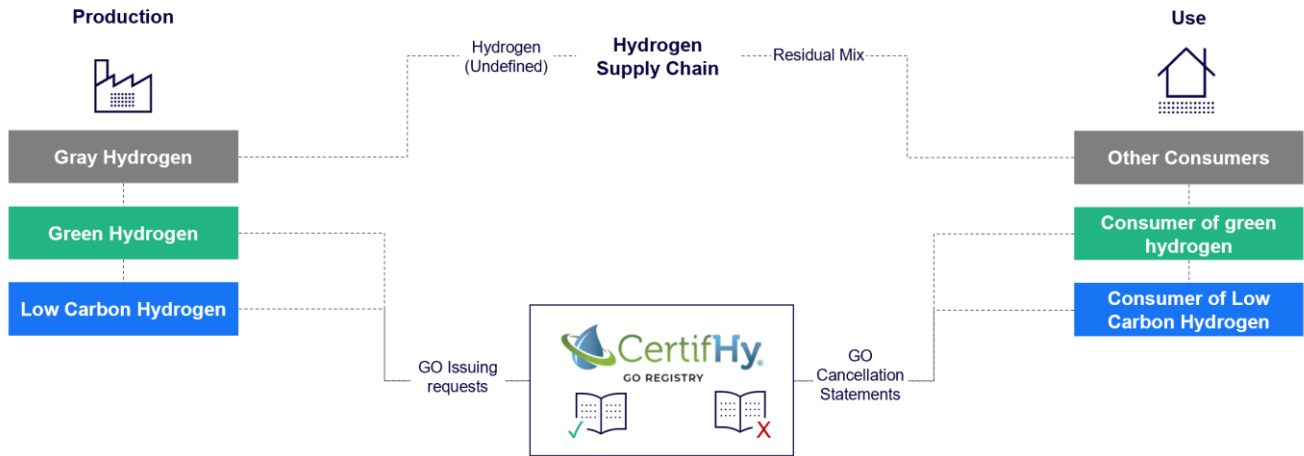 Production
Use
Hydrogen
(Undefined)
Hydrogen
Supply Chain
Residual Mix
Gray Hydrogen
Other Consumers
Green Hydrogen
Consumer of green
hydrogen
Low Carbon Hydrogen
Consumer of Low
Carbon Hydrogen
GO Issuing
requests
CertifHy®
GO REGISTRY
GO
Cancellation
Statements
X